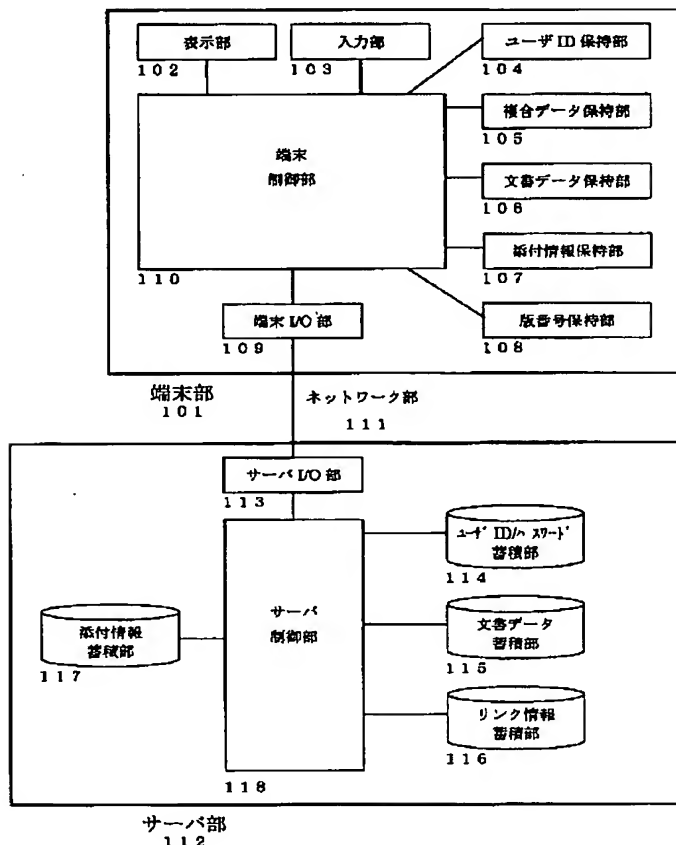 表示部
102
入力部
103
ユーザID保持部
104
複合データ保持部
105
文書データ保持部
106
添付情報保持部
107
版番号保持部
108
端末
制御部
110
端末 I/O 部
109
端末部
101
ネットワーク部
111
サーバ I/O 部
113
サーバ
制御部
118
ユーザID/パスワード
蓄積部
114
文書データ
蓄積部
115
リンク情報
蓄積部
116
添付情報
蓄積部
117
サーバ部
112